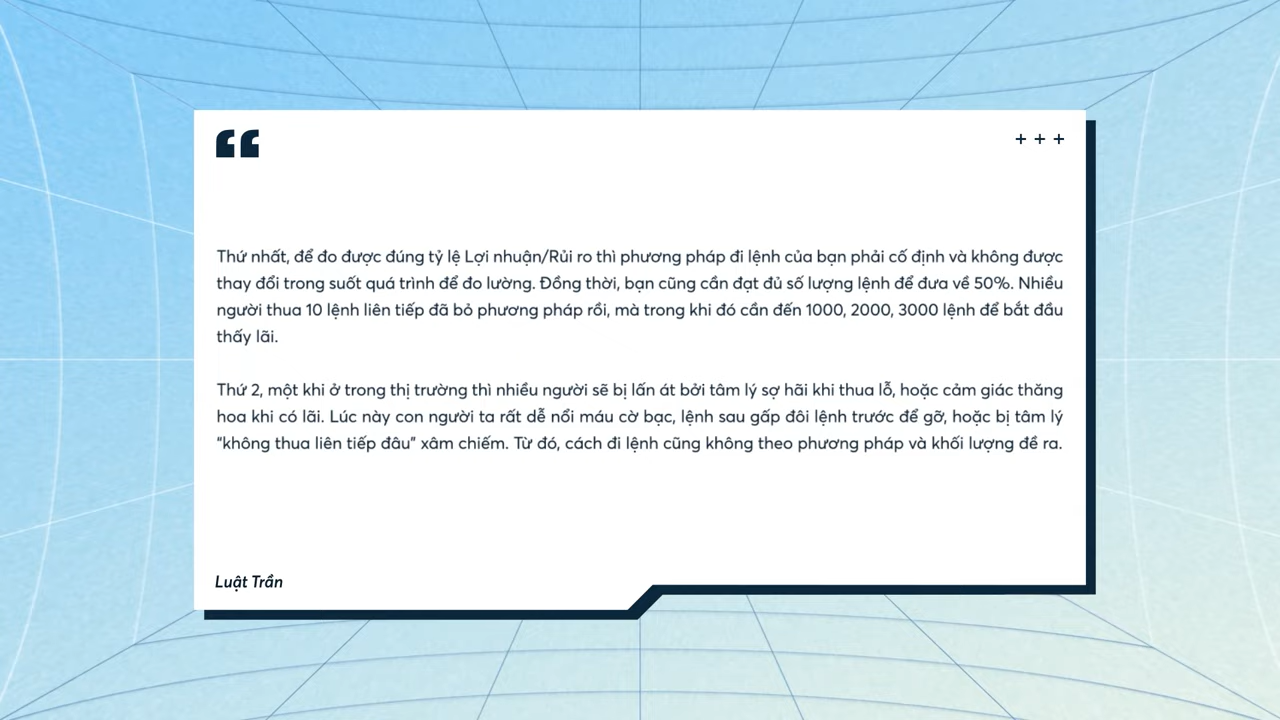 Thứ nhất, để đo được đúng tỷ lệ Lợi nhuận/Rủi ro thì phương pháp đi lệnh của bạn phải cố định và không được
thay đổi trong suốt quá trình để đo lường. Đồng thời, bạn cũng cần đạt đủ số lượng lệnh để đưa về 50%. Nhiều
người thua 10 lệnh liên tiếp đã bỏ phương pháp rồi, mà trong khi đó cần đến 1000, 2000, 3000 lệnh để bắt đầu
thấy lãi.
Thứ 2, một khi ở trong thị trường thì nhiều người sẽ bị lấn át bởi tâm lý sợ hãi khi thua lỗ, hoặc cảm giác thăng
hoa khi có lãi. Lúc này con người ta rất dễ nổi máu cờ bạc, lệnh sau gấp đôi lệnh trước để gỡ, hoặc bị tâm lý
“không thua liên tiếp đâu” xâm chiếm. Từ đó, cách đi lệnh cũng không theo phương pháp và khối lượng đề ra.
Luật Trần